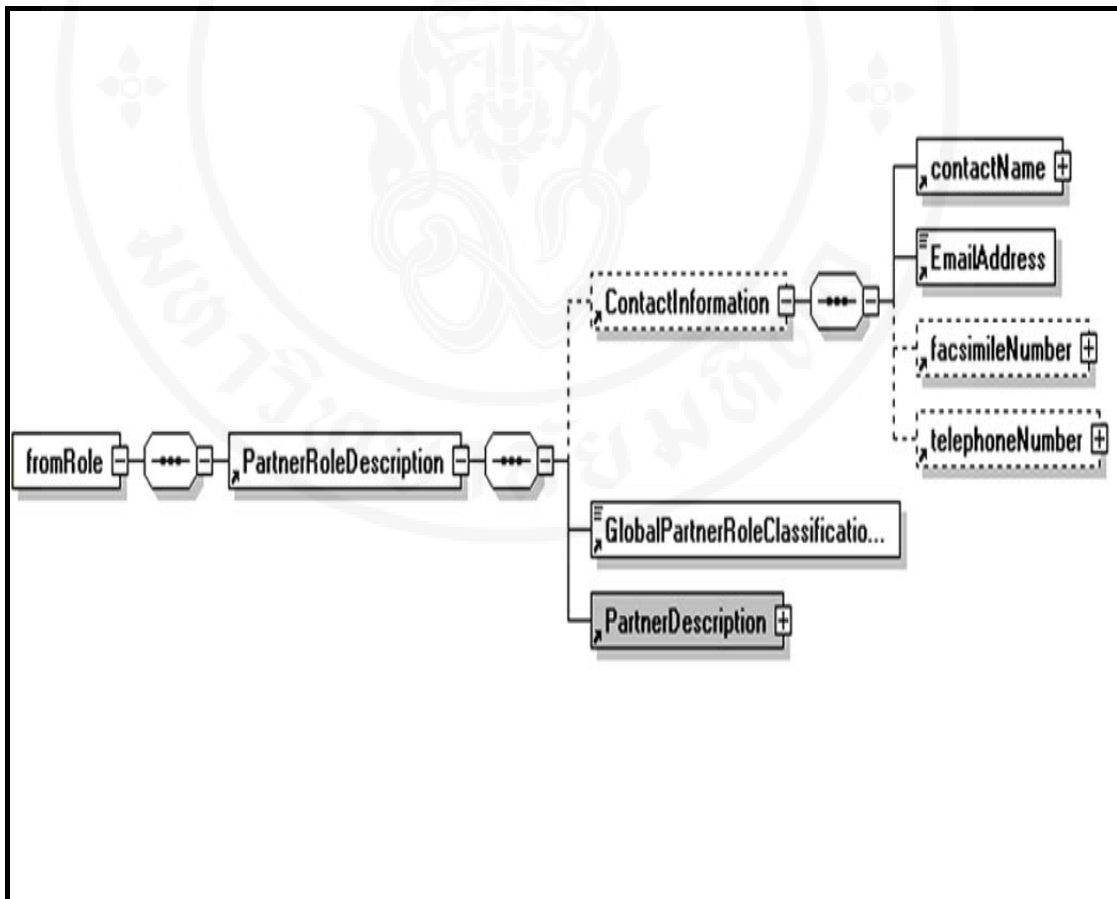 contactName
EmailAddress
ContactInformation
facsimileNumber
telephoneNumber
fromRole
PartnerRoleDescription
GlobalPartnerRoleClassificatio...
PartnerDescription